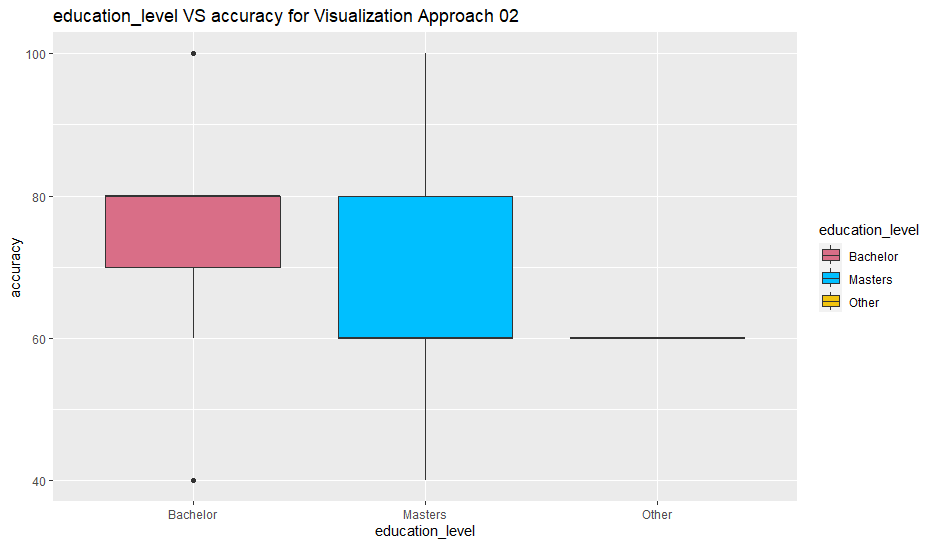 education_level VS accuracy for Visualization Approach 02
100
80
60
40
accuracy
Bachelor
Masters
Other
education_level
education_level
Bachelor
Masters
Other